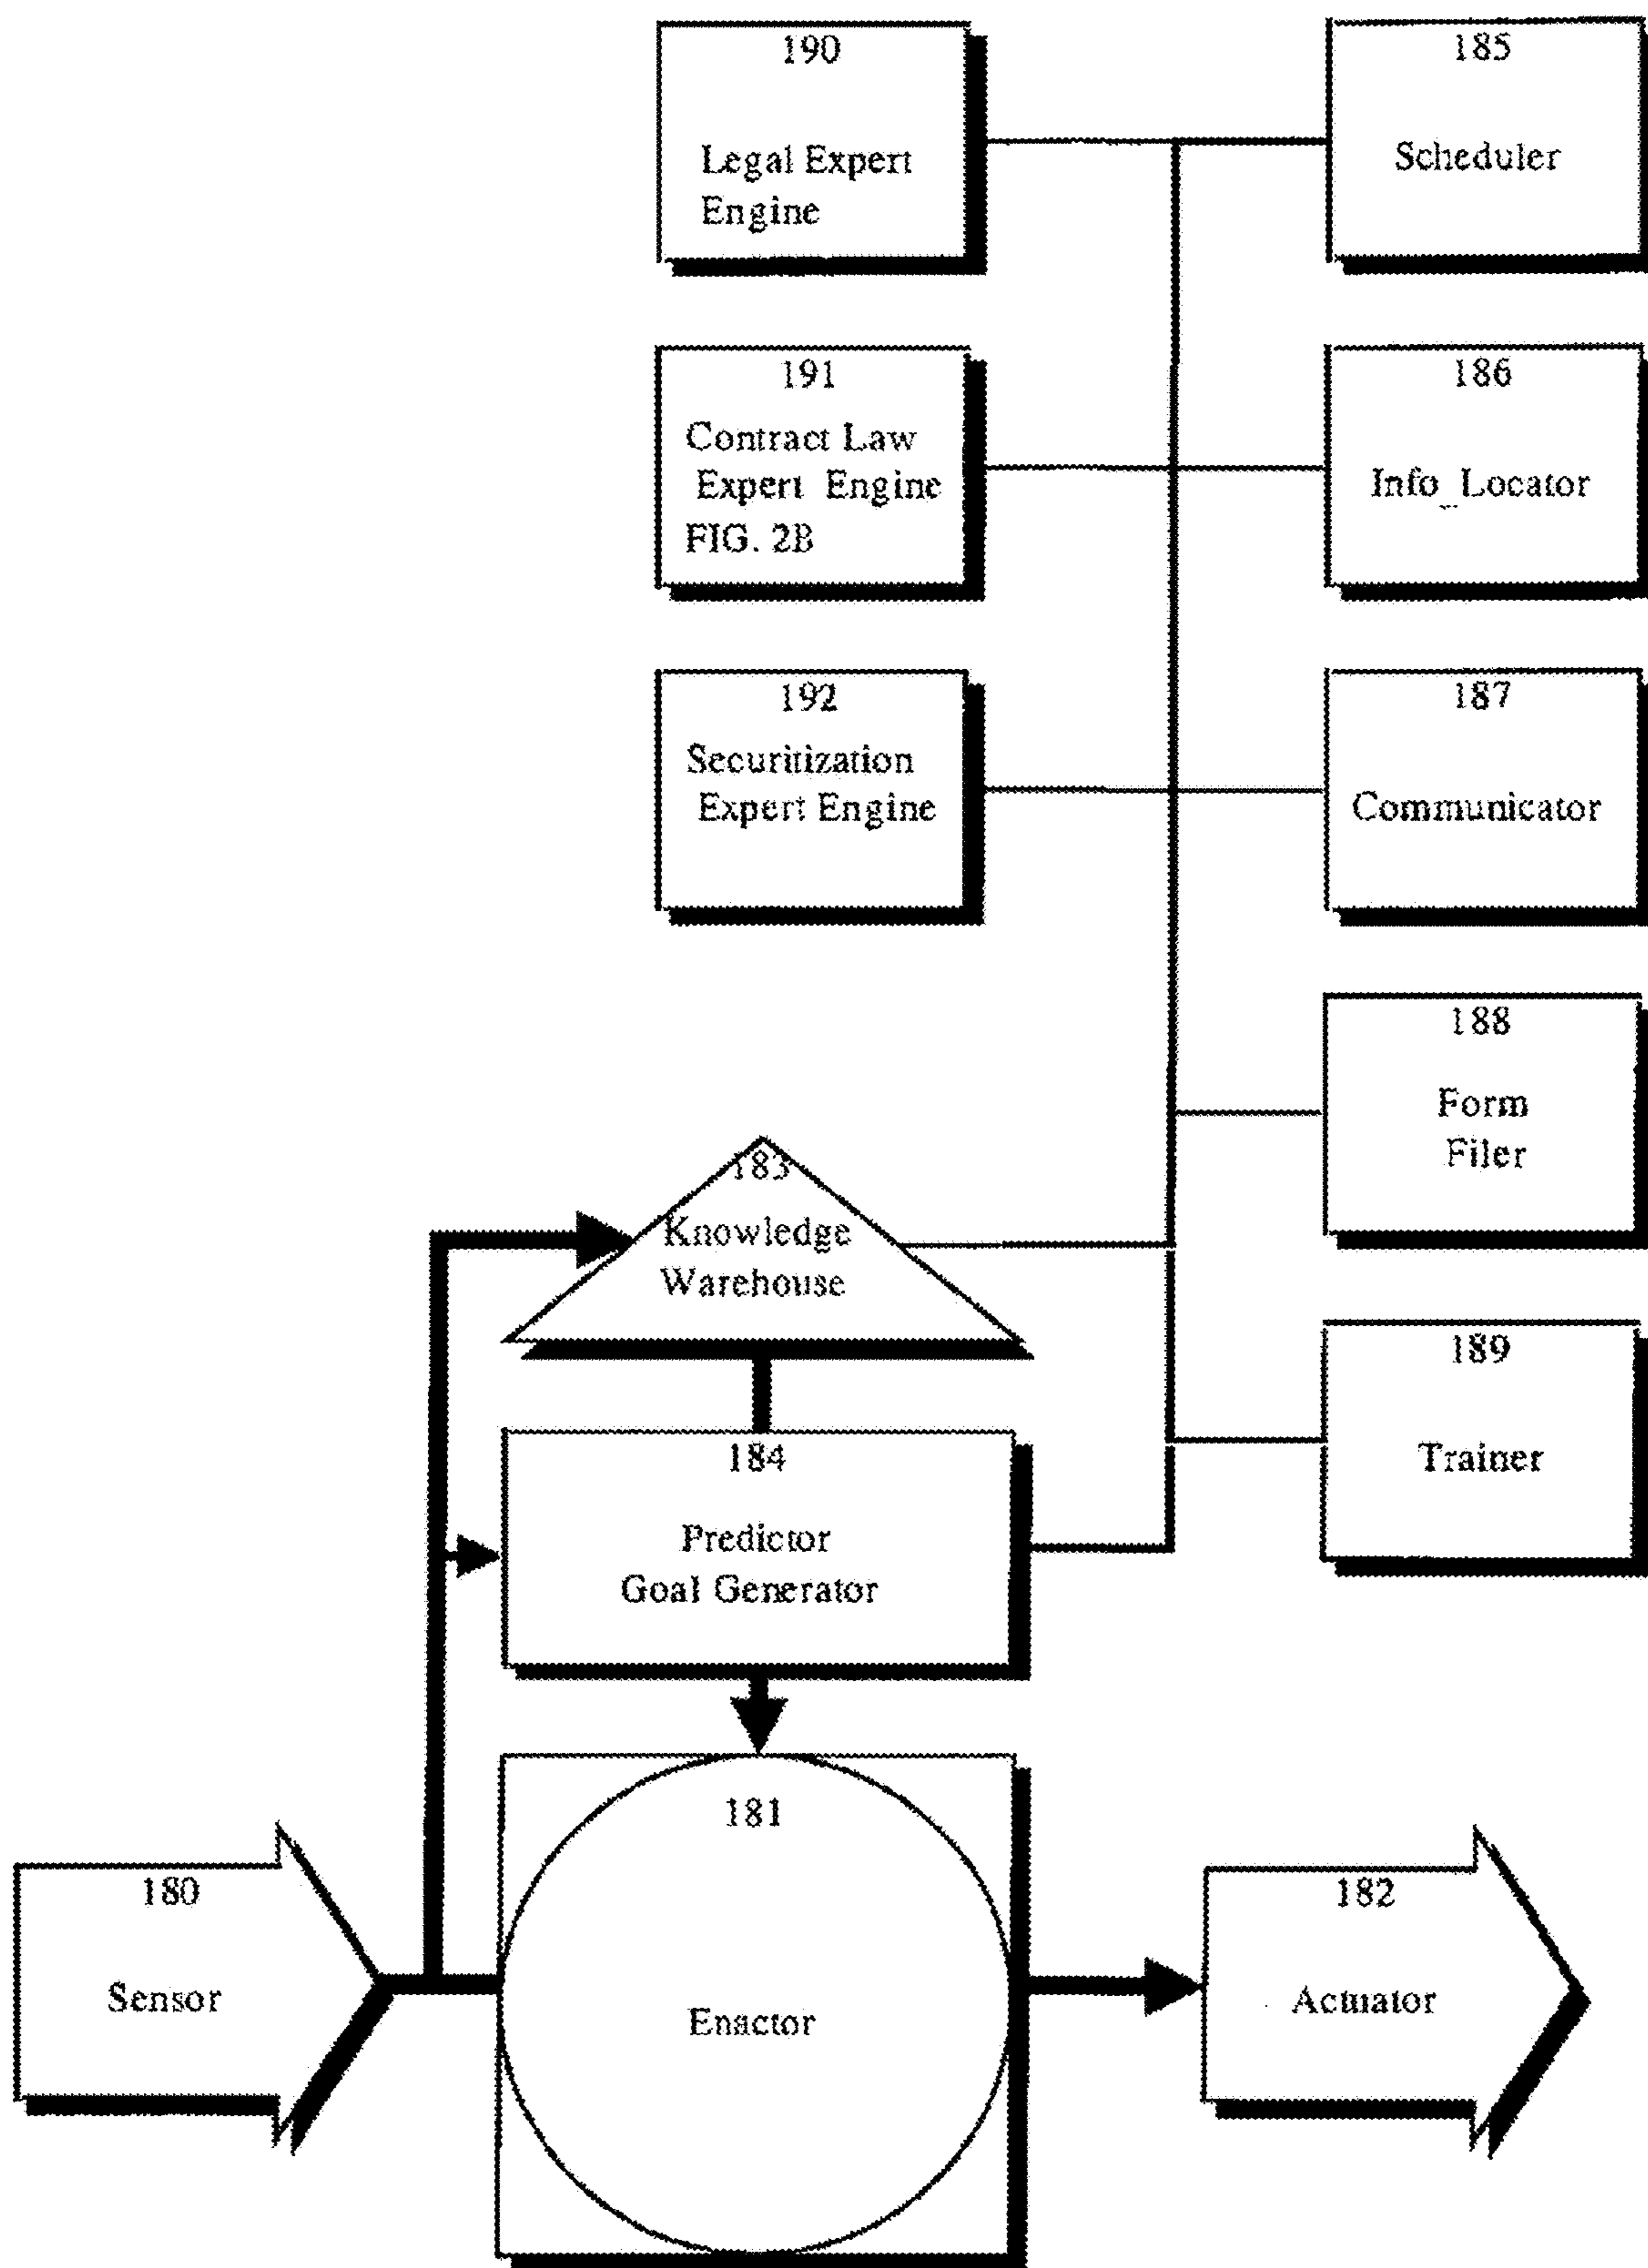 190
Legal Expert
Engine
185
Scheduler
191
Contract Law
Expert Engine
FIG. 2B
186
Info_Locator
192
Securitization
Expert Engine
187
Communicator
188
Form
Filer
183
Knowledge
Warehouse
189
Trainer
184
Predictor
Goal Generator
181
Enactor
180
Sensor
182
Actuator